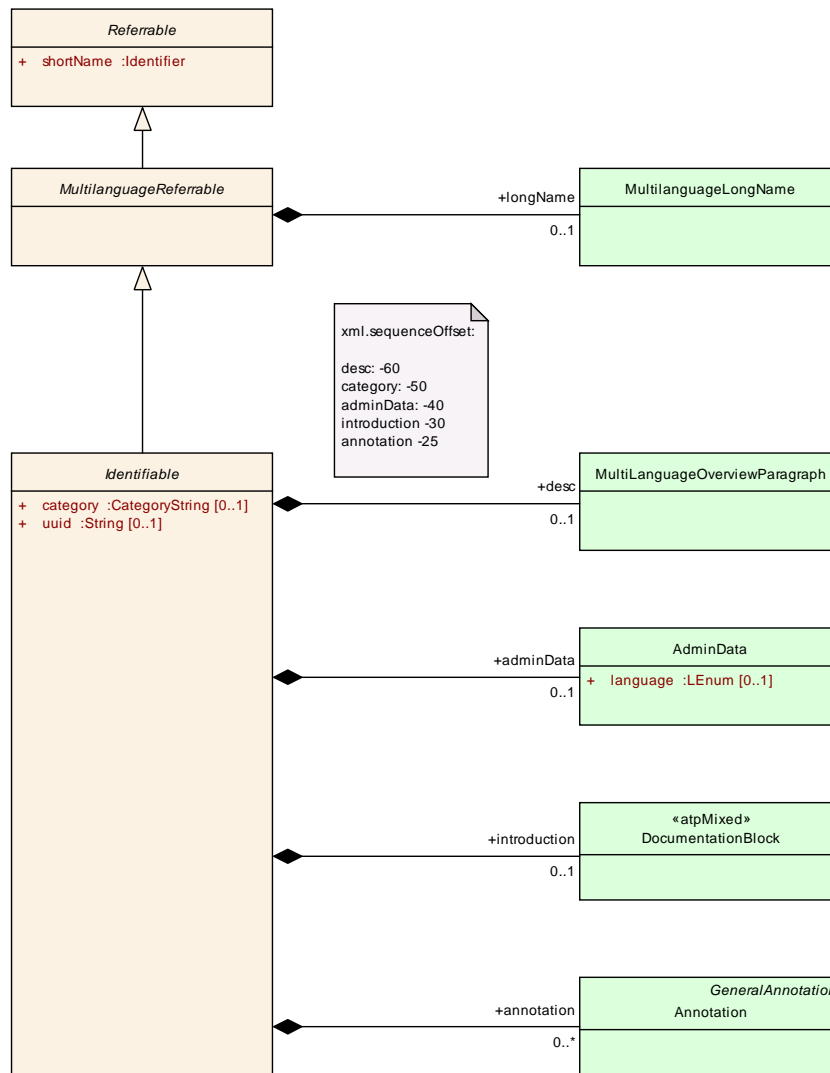 Referrable
+ shortName :Identifier
MultilanguageReferrable
+longName
0..1
MultilanguageLongName
xml.sequenceOffset:
desc: -60
category: -50
adminData: -40
introduction -30
annotation -25
Identifiable
+ category :CategoryString [0..1]
+ uuid :String [0..1]
+desc
0..1
MultiLanguageOverviewParagraph
+adminData
0..1
AdminData
+ language :LEnum [0..1]
+introduction
0..1
«atpMixed»
DocumentationBlock
+annotation
0..*
GeneralAnnotation
Annotation